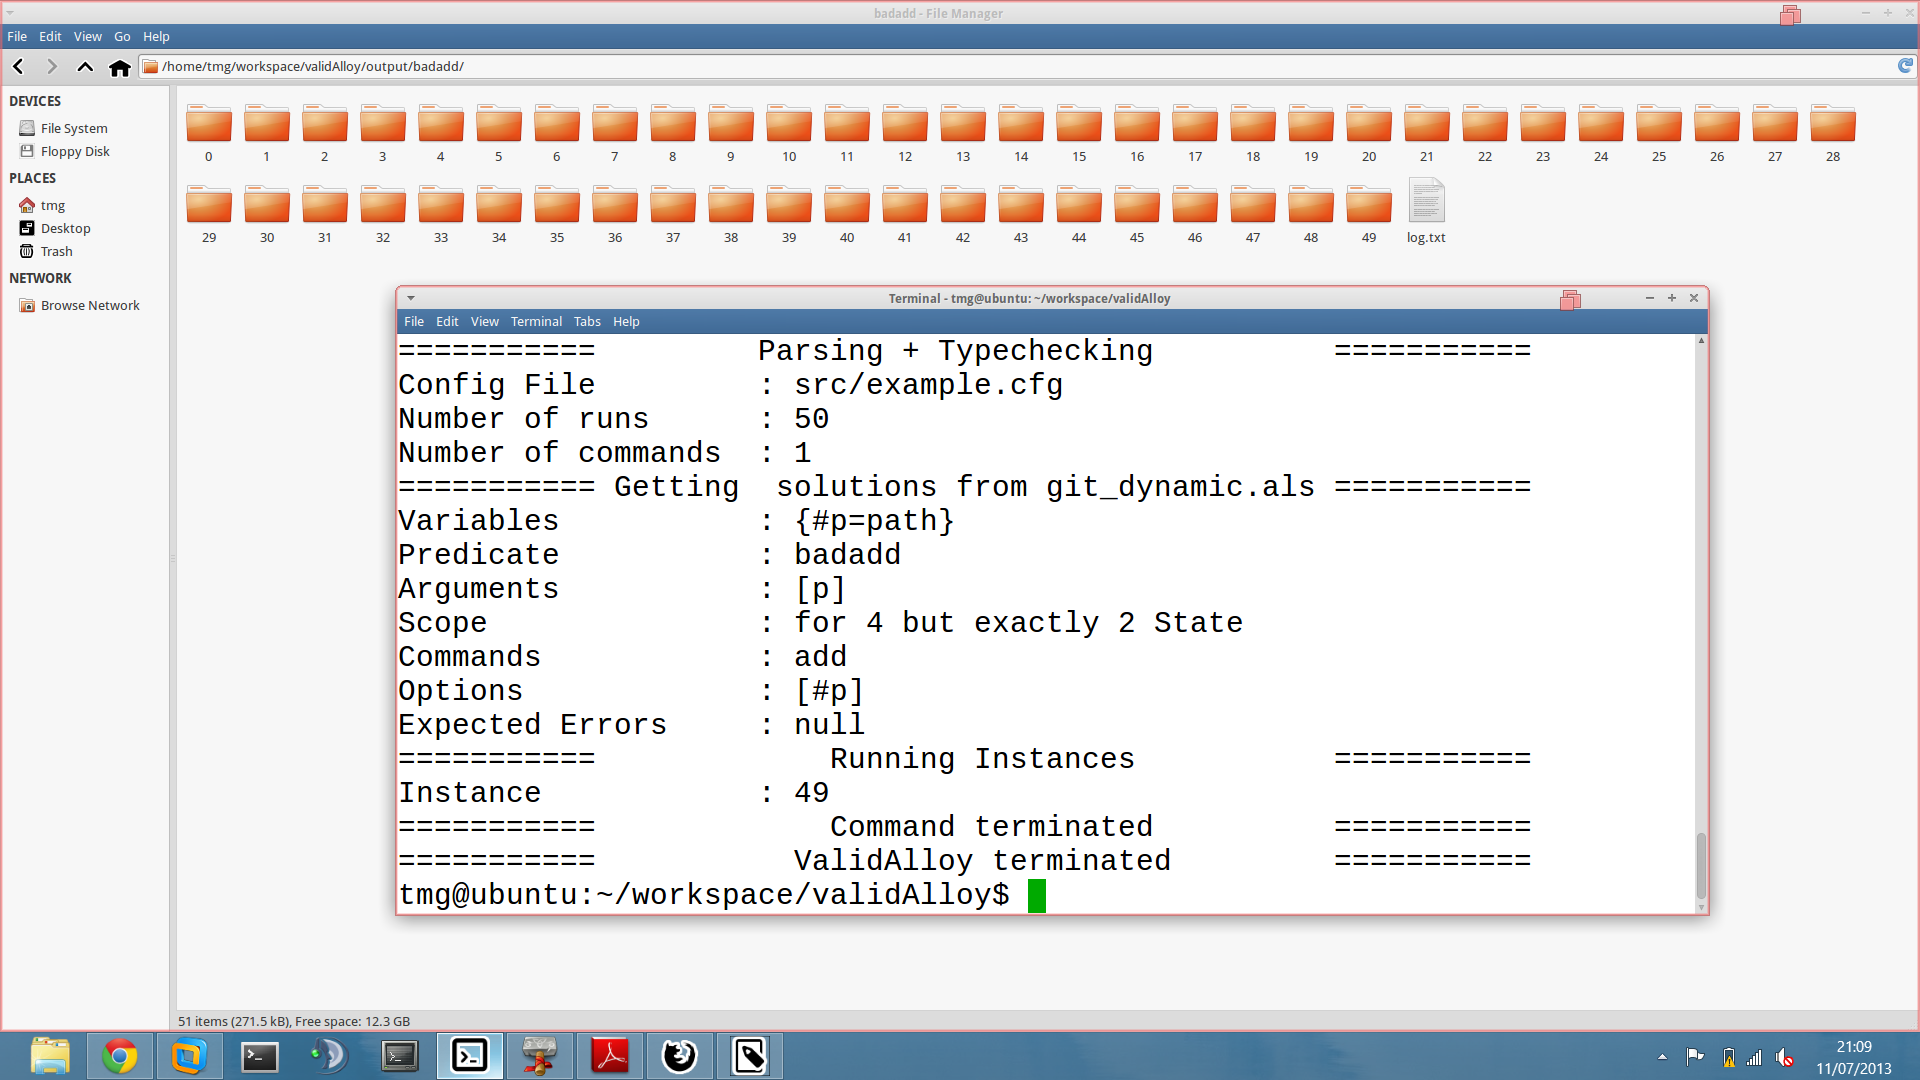 badadd - File Manager
File Edit View Go Help
/home/tmg/workspace/validAlloy/output/badadd/
DEVICES
File System
Floppy Disk
PLACES
tmg
Desktop
Trash
NETWORK
Browse Network
0 1 2 3 4 5 6 7 8 9 10 11 12 13 14 15 16 17 18 19 20 21 22 23 24 25 26 27 28
29 30 31 32 33 34 35 36 37 38 39 40 41 42 43 44 45 46 47 48 49 log.txt
Terminal - tmg@ubuntu: ~/workspace/validAlloy
File Edit View Terminal Tabs Help
=========== Parsing + Typechecking ===========
Config File : src/example.cfg
Number of runs : 50
Number of commands : 1
=========== Getting  solutions from git_dynamic.als ===========
Variables : {#p=path}
Predicate : badadd
Arguments : [p]
Scope : for 4 but exactly 2 State
Commands : add
Options : [#p]
Expected Errors : null
=========== Running Instances ===========
Instance : 49
=========== Command terminated ===========
=========== ValidAlloy terminated ===========
tmg@ubuntu:~/workspace/validAlloy$
51 items (271.5 kB), Free space: 12.3 GB
21:09
11/07/2013